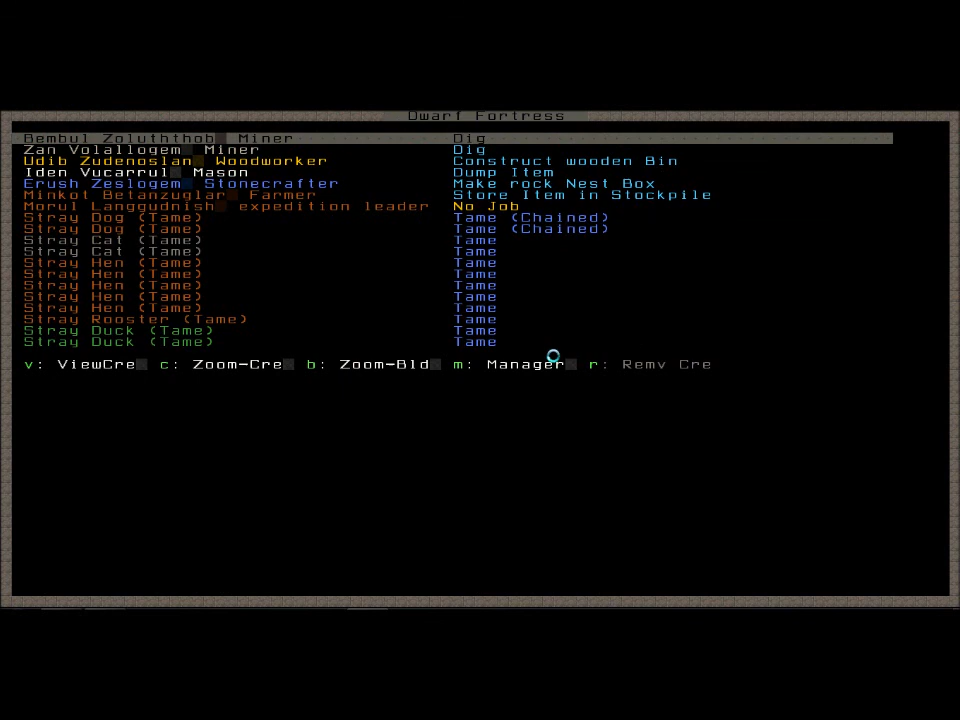 Dwarf Fortress
Bembul Zoluththob, Miner Dig
Zan Volallogem, Miner Dig
Udib Zudenoslan, Woodworker Construct wooden Bin
Iden Vucarrul, Mason Dump Item
Erush Zeslogem, Stonecrafter Make rock Nest Box
Minkot Betanzuglar, Farmer Store Item in Stockpile
Morul Langgudnish, expedition leader No Job
Stray Dog (Tame) Tame (Chained)
Stray Dog (Tame) Tame (Chained)
Stray Cat (Tame) Tame
Stray Cat (Tame) Tame
Stray Hen (Tame) Tame
Stray Hen (Tame) Tame
Stray Hen (Tame) Tame
Stray Hen (Tame) Tame
Stray Hen (Tame) Tame
Stray Rooster (Tame) Tame
Stray Duck (Tame) Tame
Stray Duck (Tame) Tame
v: ViewCre, c: Zoom-Cre, b: Zoom-Bld, m: Manager, r: Remv Cre